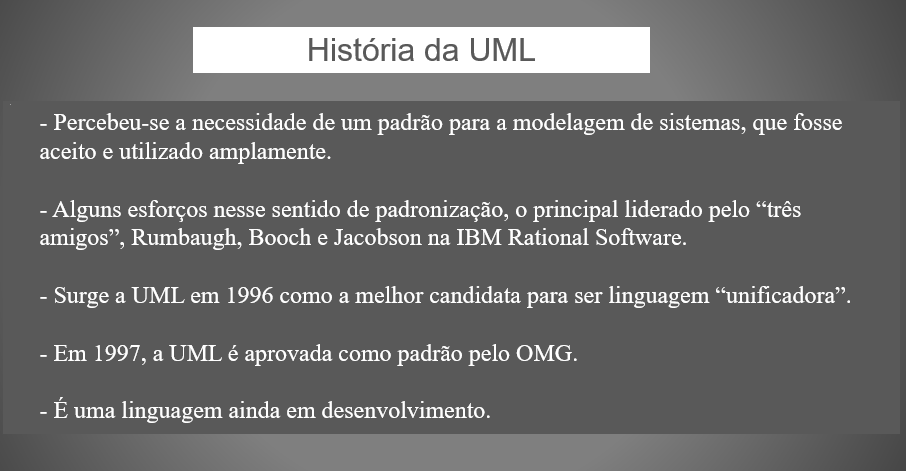 História da UML
- Percebeu-se a necessidade de um padrão para a modelagem de sistemas, que fosse
aceito e utilizado amplamente.
- Alguns esforços nesse sentido de padronização, o principal liderado pelo “três
amigos”, Rumbaugh, Booch e Jacobson na IBM Rational Software.
- Surge a UML em 1996 como a melhor candidata para ser linguagem “unificadora”.
- Em 1997, a UML é aprovada como padrão pelo OMG.
- É uma linguagem ainda em desenvolvimento.